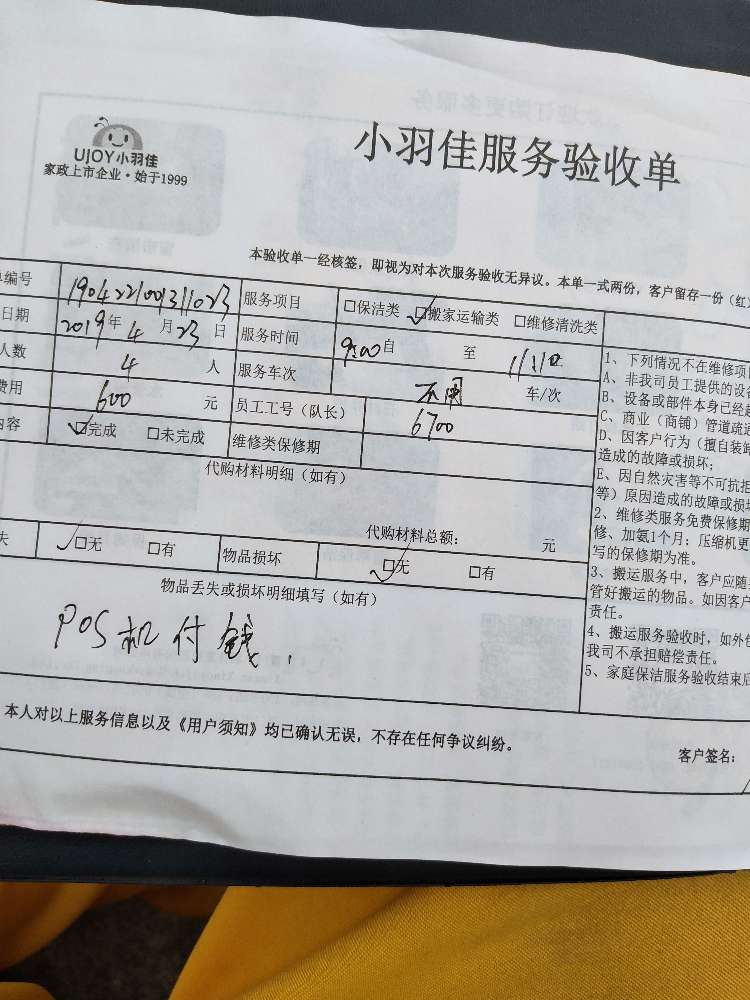 UJOY小羽佳
家政上市企业·始于1999
小羽佳服务验收单
本验收单一经核签，即视为对本次服务验收无异议。本单一式两份，客户留存一份（红
编号 服务项目 □保洁类 ☑搬家运输类 □维修清洗类
日期 2019年4月23日 服务时间 9:00自 至
人数 4 人 服务车次 车/次
费用 600 元 员工工号（队长） 6700
内容 ☑完成 □未完成 维修类保修期
代购材料明细（如有）
代购材料总额： 元
失 ☑无 □有 物品损坏 ☑无 □有
物品丢失或损坏明细填写（如有）
POS机付钱.
1、下列情况不在维修项
A、非我司员工提供的设备
B、设备或部件本身已经
C、商业（商铺）管道疏通
D、因客户行为（擅自装卸
造成的故障或损坏；
E、因自然灾害等不可抗拒
等）原因造成的故障或损坏
2、维修类服务免费保修期
修、加氨1个月；压缩机更
写的保修期为准。
3、搬运服务中，客户应随
管好搬运的物品。如因客户
责任。
4、搬运服务验收时，如外包
我司不承担赔偿责任。
5、家庭保洁服务验收结束后
本人对以上服务信息以及《用户须知》均已确认无误，不存在任何争议纠纷。
客户签名：